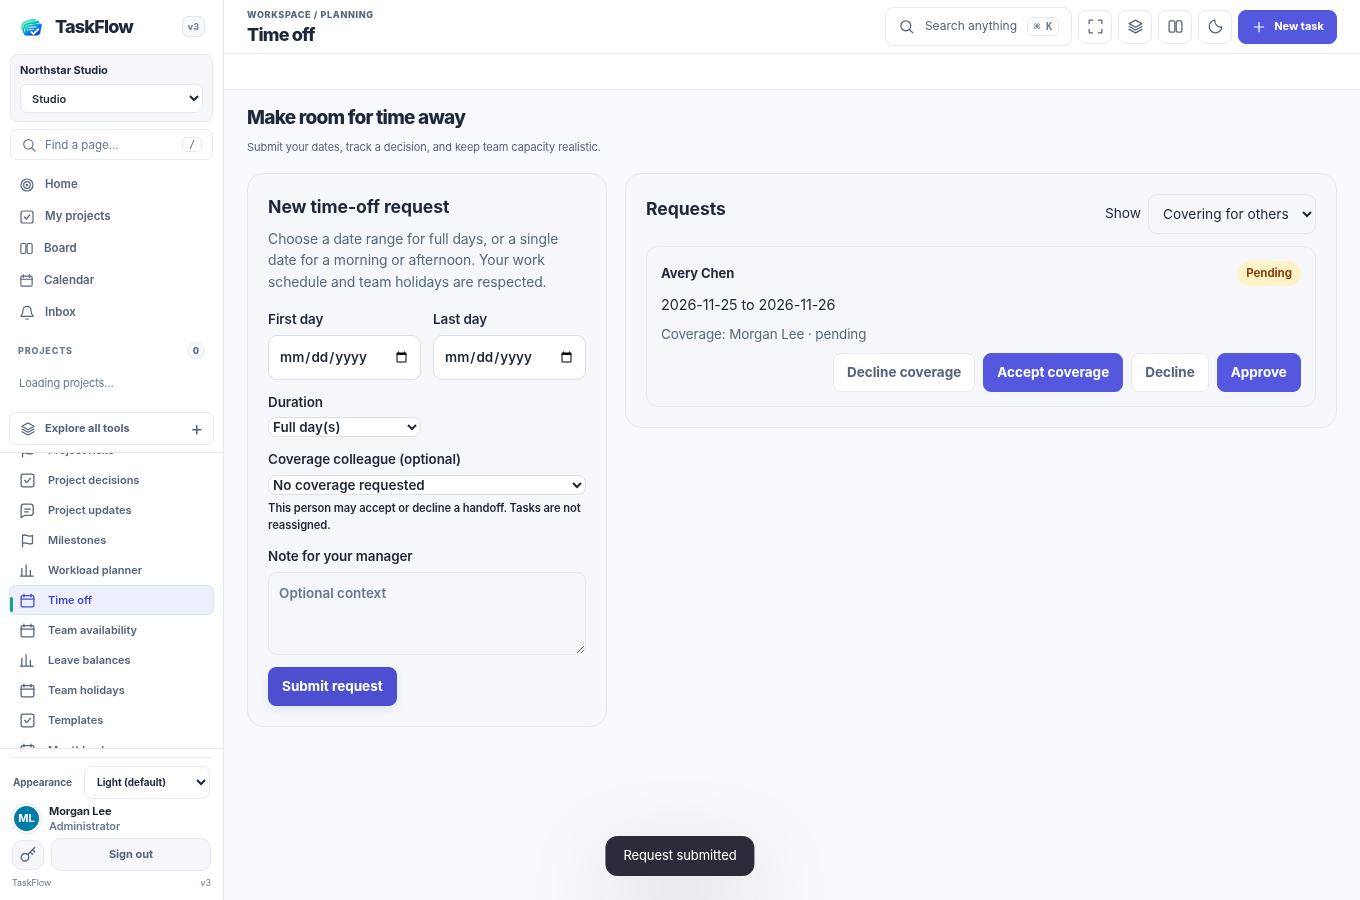 TaskFlow
v3
Northstar Studio
Studio
Find a page...
/
Home
My projects
Board
Calendar
Inbox
PROJECTS
0
Loading projects...
Explore all tools
Project decisions
Project updates
Milestones
Workload planner
Time off
Team availability
Leave balances
Team holidays
Templates
Appearance
Light (default)
ML
Morgan Lee
Administrator
Sign out
TaskFlow
v3
WORKSPACE / PLANNING
Time off
Search anything
⌘ K
New task
Make room for time away
Submit your dates, track a decision, and keep team capacity realistic.
New time-off request
Choose a date range for full days, or a single
date for a morning or afternoon. Your work
schedule and team holidays are respected.
First day
Last day
mm/dd/yyyy
mm/dd/yyyy
Duration
Full day(s)
Coverage colleague (optional)
No coverage requested
This person may accept or decline a handoff. Tasks are not
reassigned.
Note for your manager
Optional context
Submit request
Requests
Show
Covering for others
Avery Chen
Pending
2026-11-25 to 2026-11-26
Coverage: Morgan Lee · pending
Decline coverage
Accept coverage
Decline
Approve
Request submitted